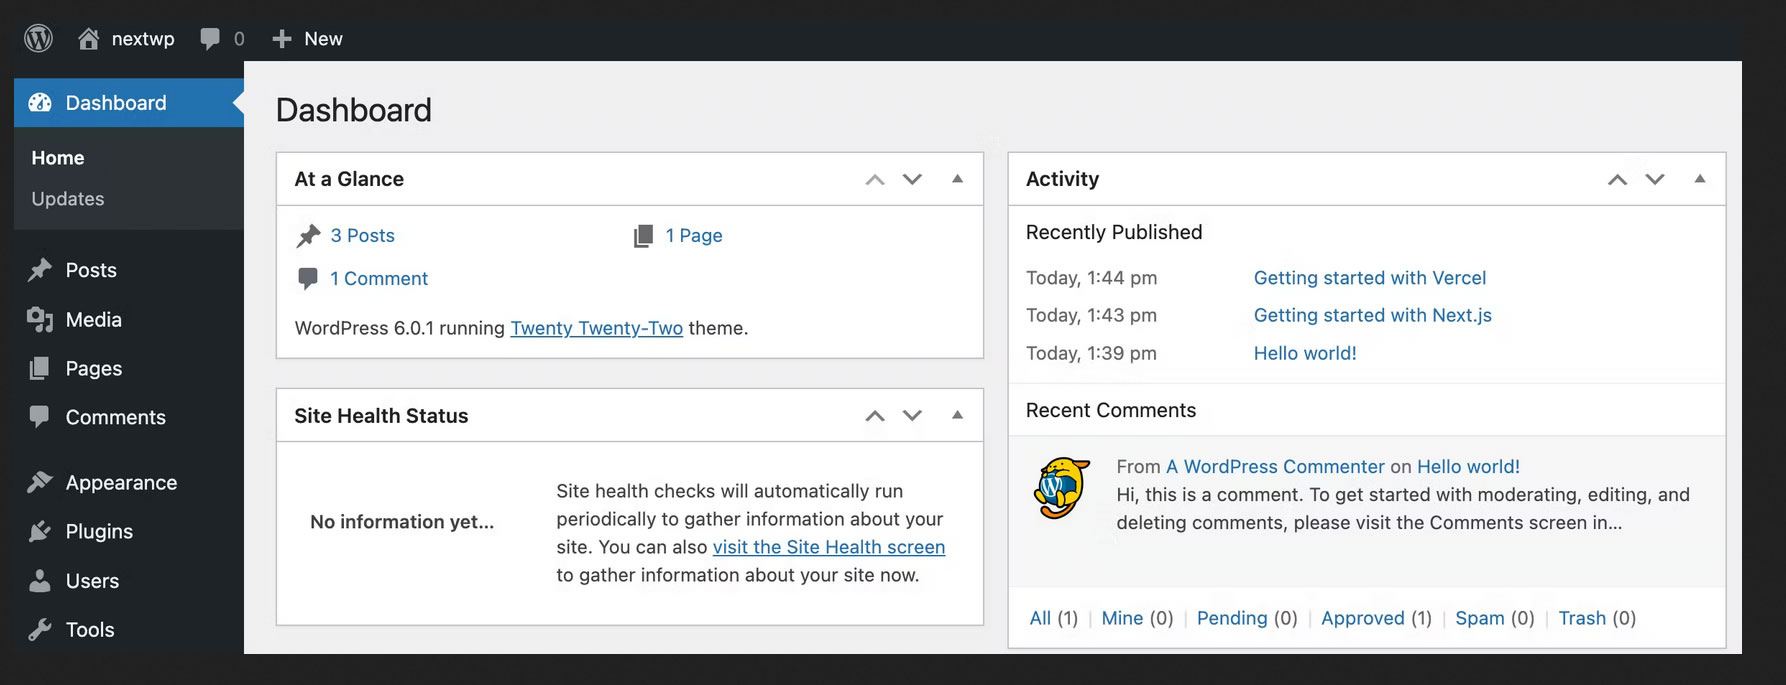 nextwp 0 New
Dashboard
Home
Updates
Posts
Media
Pages
Comments
Appearance
Plugins
Users
Tools
Dashboard
At a Glance
3 Posts 1 Page
1 Comment
WordPress 6.0.1 running Twenty Twenty-Two theme.
Site Health Status
No information yet...
Site health checks will automatically run
periodically to gather information about your
site. You can also visit the Site Health screen
to gather information about your site now.
Activity
Recently Published
Today, 1:44 pm Getting started with Vercel
Today, 1:43 pm Getting started with Next.js
Today, 1:39 pm Hello world!
Recent Comments
From A WordPress Commenter on Hello world!
Hi, this is a comment. To get started with moderating, editing, and
deleting comments, please visit the Comments screen in...
All (1) | Mine (0) | Pending (0) | Approved (1) | Spam (0) | Trash (0)